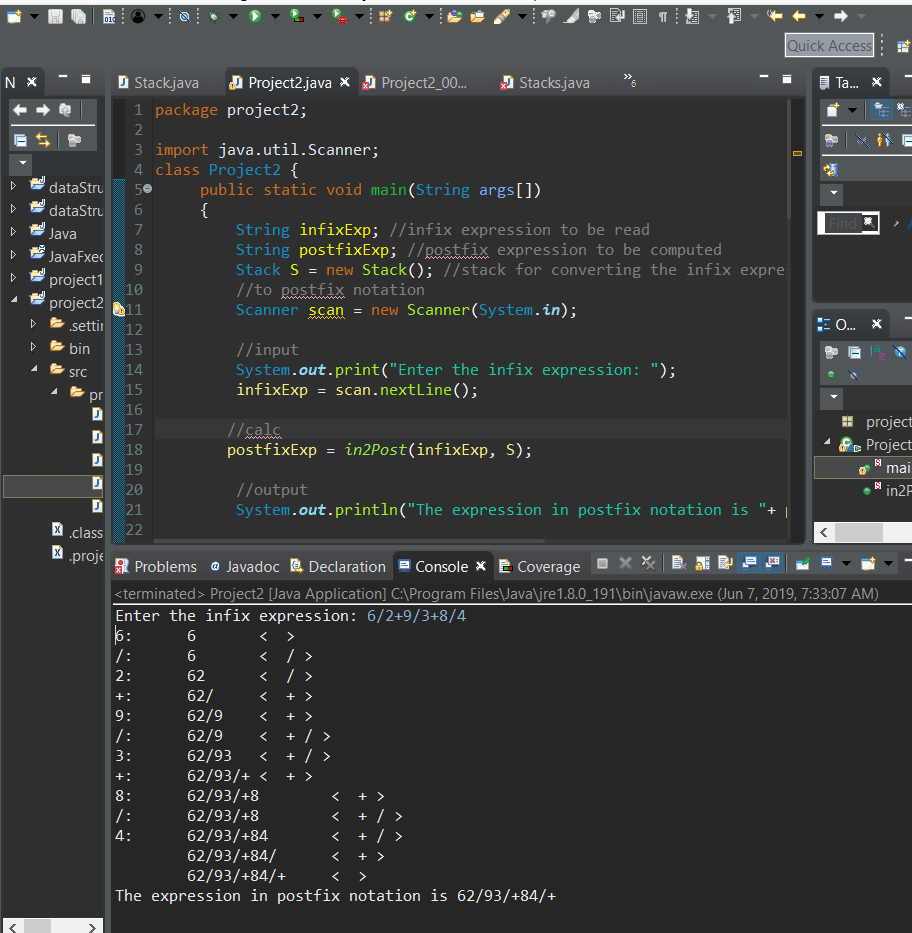 Quick Access
N
Stack.java
Project2.java
Project2_00...
Stacks.java
»6
Ta...
dataStru
dataStru
Java
JavaFxec
project1
project2
.settin
bin
src
pr
.class
.proje
1 package project2;
2
3 import java.util.Scanner;
4 class Project2 {
5 public static void main(String args[])
6 {
7 String infixExp; //infix expression to be read
8 String postfixExp; //postfix expression to be computed
9 Stack S = new Stack(); //stack for converting the infix expre
10 //to postfix notation
11 Scanner scan = new Scanner(System.in);
12
13 //input
14 System.out.print("Enter the infix expression: ");
15 infixExp = scan.nextLine();
16
17 //calc
18 postfixExp = in2Post(infixExp, S);
19
20 //output
21 System.out.println("The expression in postfix notation is "+ p
22
Find
O...
project
Project
mai
in2P
Problems
@ Javadoc
Declaration
Console
Coverage
<terminated> Project2 [Java Application] C:\Program Files\Java\jre1.8.0_191\bin\javaw.exe (Jun 7, 2019, 7:33:07 AM)
Enter the infix expression: 6/2+9/3+8/4
6: 6 < >
/: 6 < / >
2: 62 < / >
+: 62/ < + >
9: 62/9 < + >
/: 62/9 < + / >
3: 62/93 < + / >
+: 62/93/+ < + >
8: 62/93/+8 < + >
/: 62/93/+8 < + / >
4: 62/93/+84 < + / >
62/93/+84/ < + >
62/93/+84/+ < >
The expression in postfix notation is 62/93/+84/+